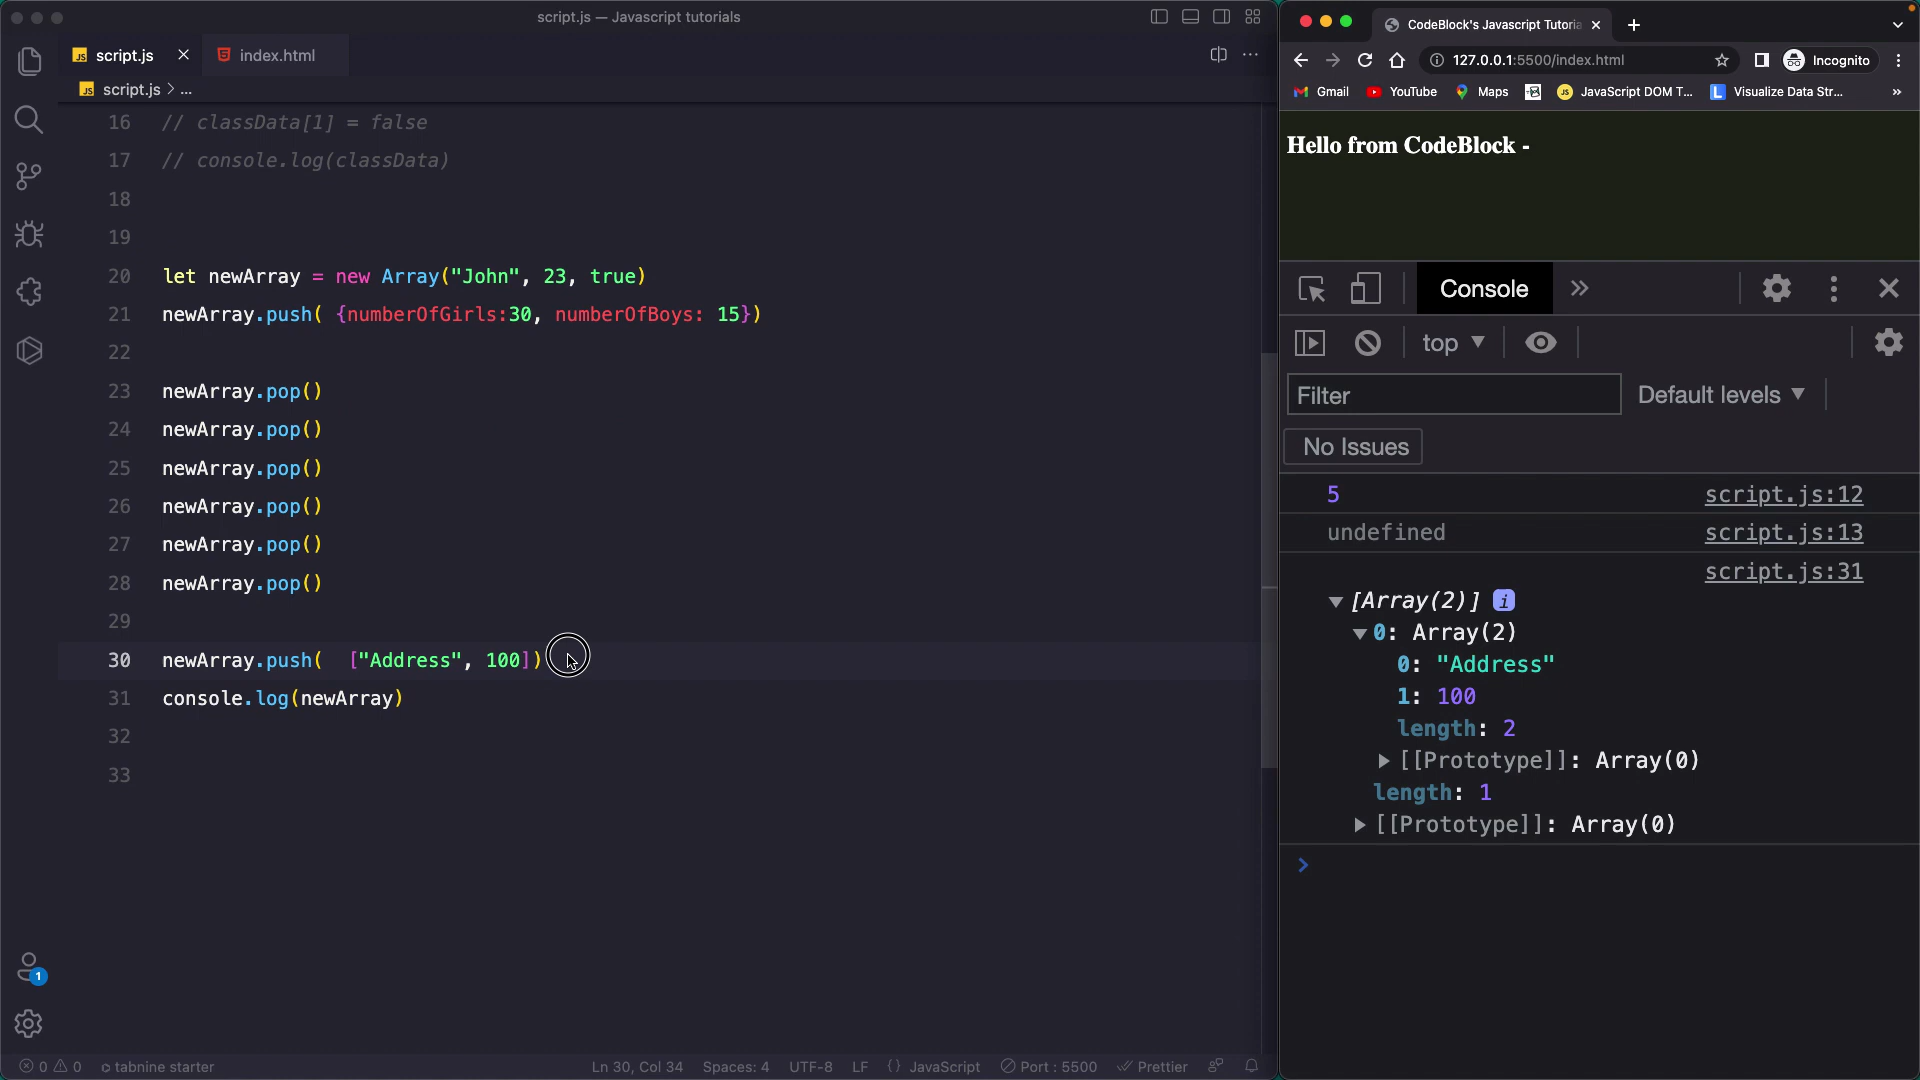 script.js — Javascript tutorials
script.js
index.html
script.js > ...
16 // classData[1] = false
17 // console.log(classData)
18
19
20 let newArray = new Array("John", 23, true)
21 newArray.push( {numberOfGirls:30, numberOfBoys: 15})
22
23 newArray.pop()
24 newArray.pop()
25 newArray.pop()
26 newArray.pop()
27 newArray.pop()
28 newArray.pop()
29
30 newArray.push(  ["Address", 100])
31 console.log(newArray)
32
33
1
0 0 tabnine starter
Ln 30, Col 34 Spaces: 4 UTF-8 LF {} JavaScript Port : 5500 Prettier
CodeBlock's Javascript Tutoria
127.0.0.1:5500/index.html
Incognito
Gmail YouTube Maps JavaScript DOM T... Visualize Data Str... »
Hello from CodeBlock -
Console »
top
Filter
Default levels
No Issues
5 script.js:12
undefined script.js:13
script.js:31
[Array(2)] i
0: Array(2)
0: "Address"
1: 100
length: 2
[[Prototype]]: Array(0)
length: 1
[[Prototype]]: Array(0)
>